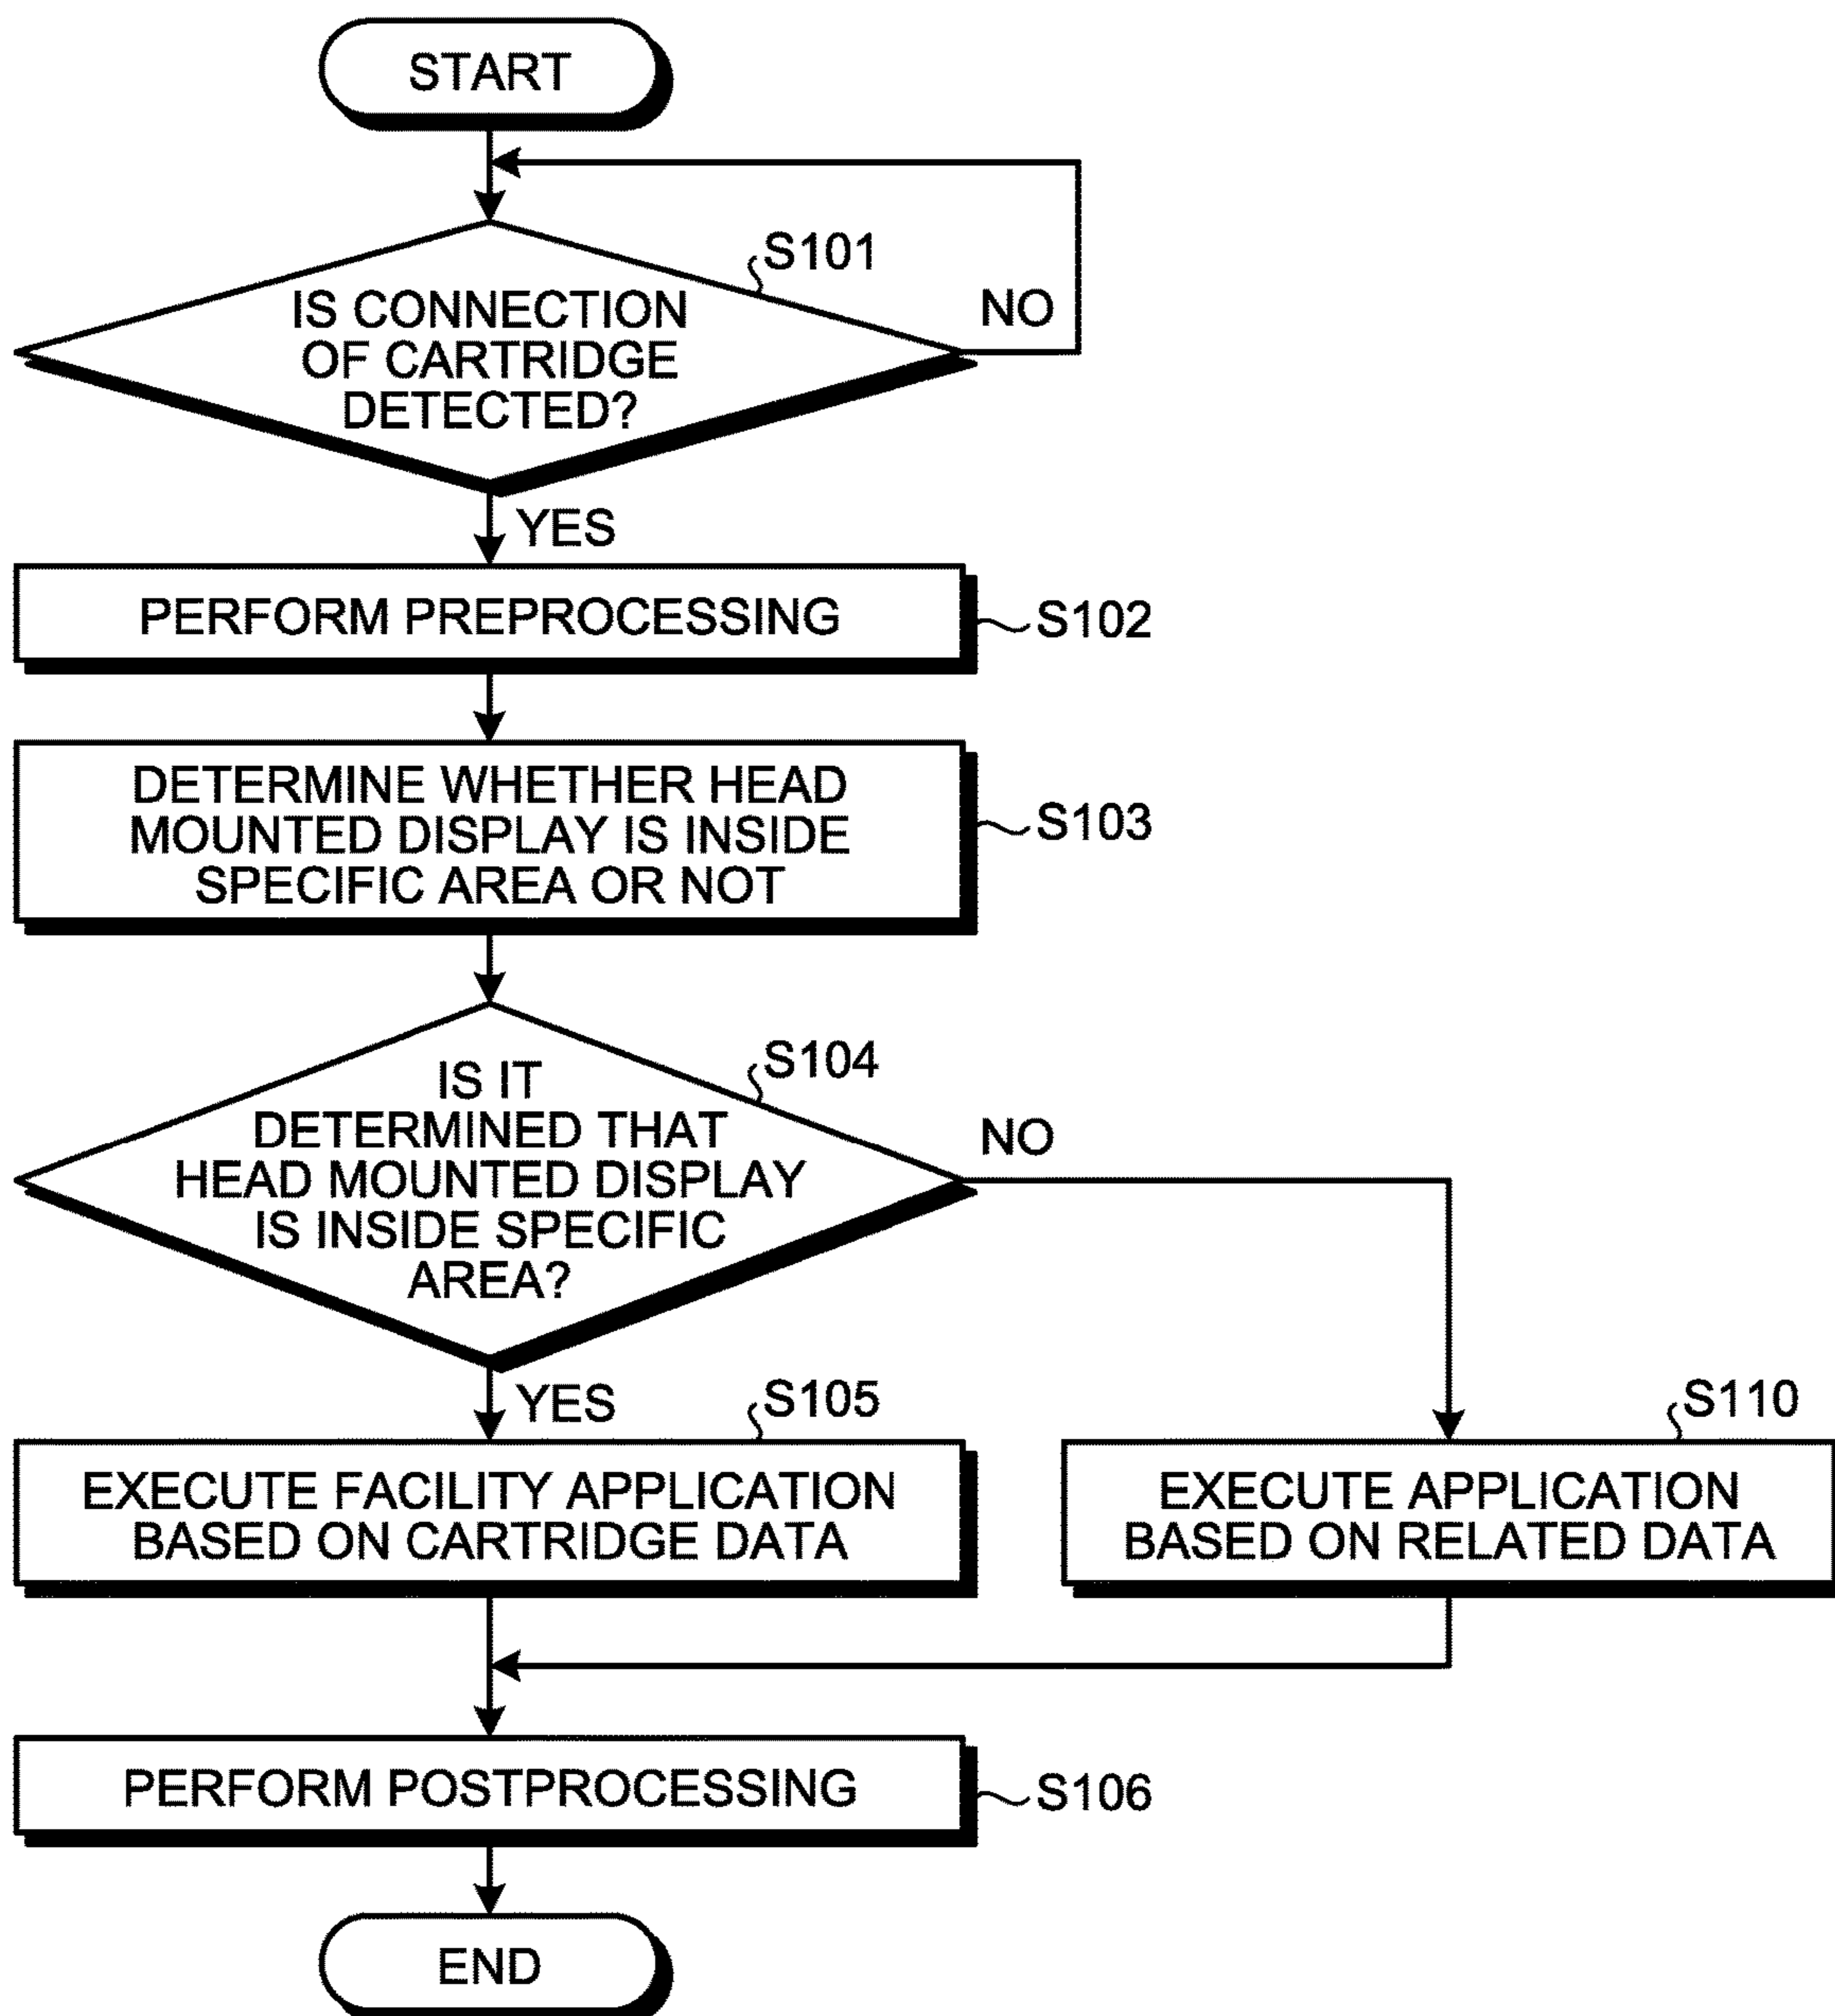 START
S101
IS CONNECTION
OF CARTRIDGE
DETECTED?
NO
YES
PERFORM PREPROCESSING
S102
DETERMINE WHETHER HEAD
MOUNTED DISPLAY IS INSIDE
SPECIFIC AREA OR NOT
S103
S104
IS IT
DETERMINED THAT
HEAD MOUNTED DISPLAY
IS INSIDE SPECIFIC
AREA?
NO
YES
S105
EXECUTE FACILITY APPLICATION
BASED ON CARTRIDGE DATA
S110
EXECUTE APPLICATION
BASED ON RELATED DATA
PERFORM POSTPROCESSING
S106
END